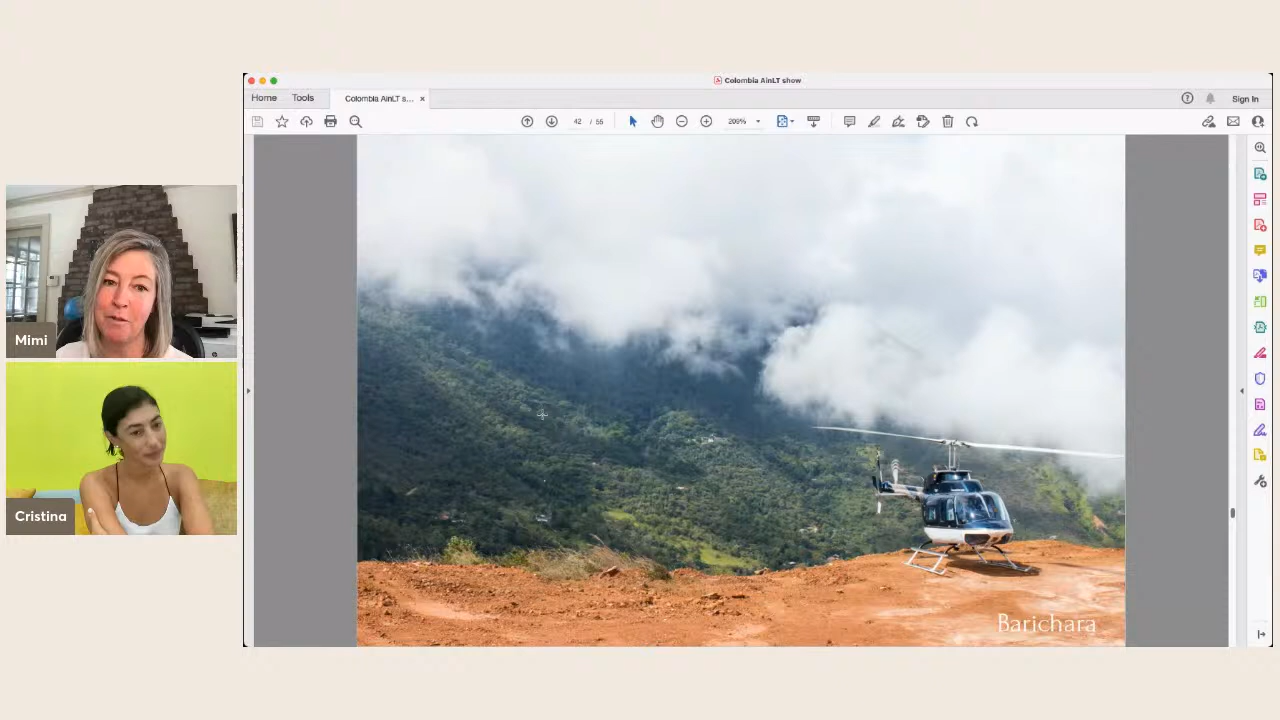 Colombia AinLT show
Home
Tools
Colombia AinLT s...
Sign In
42 / 55
200%
Mimi
Cristina
Barichara